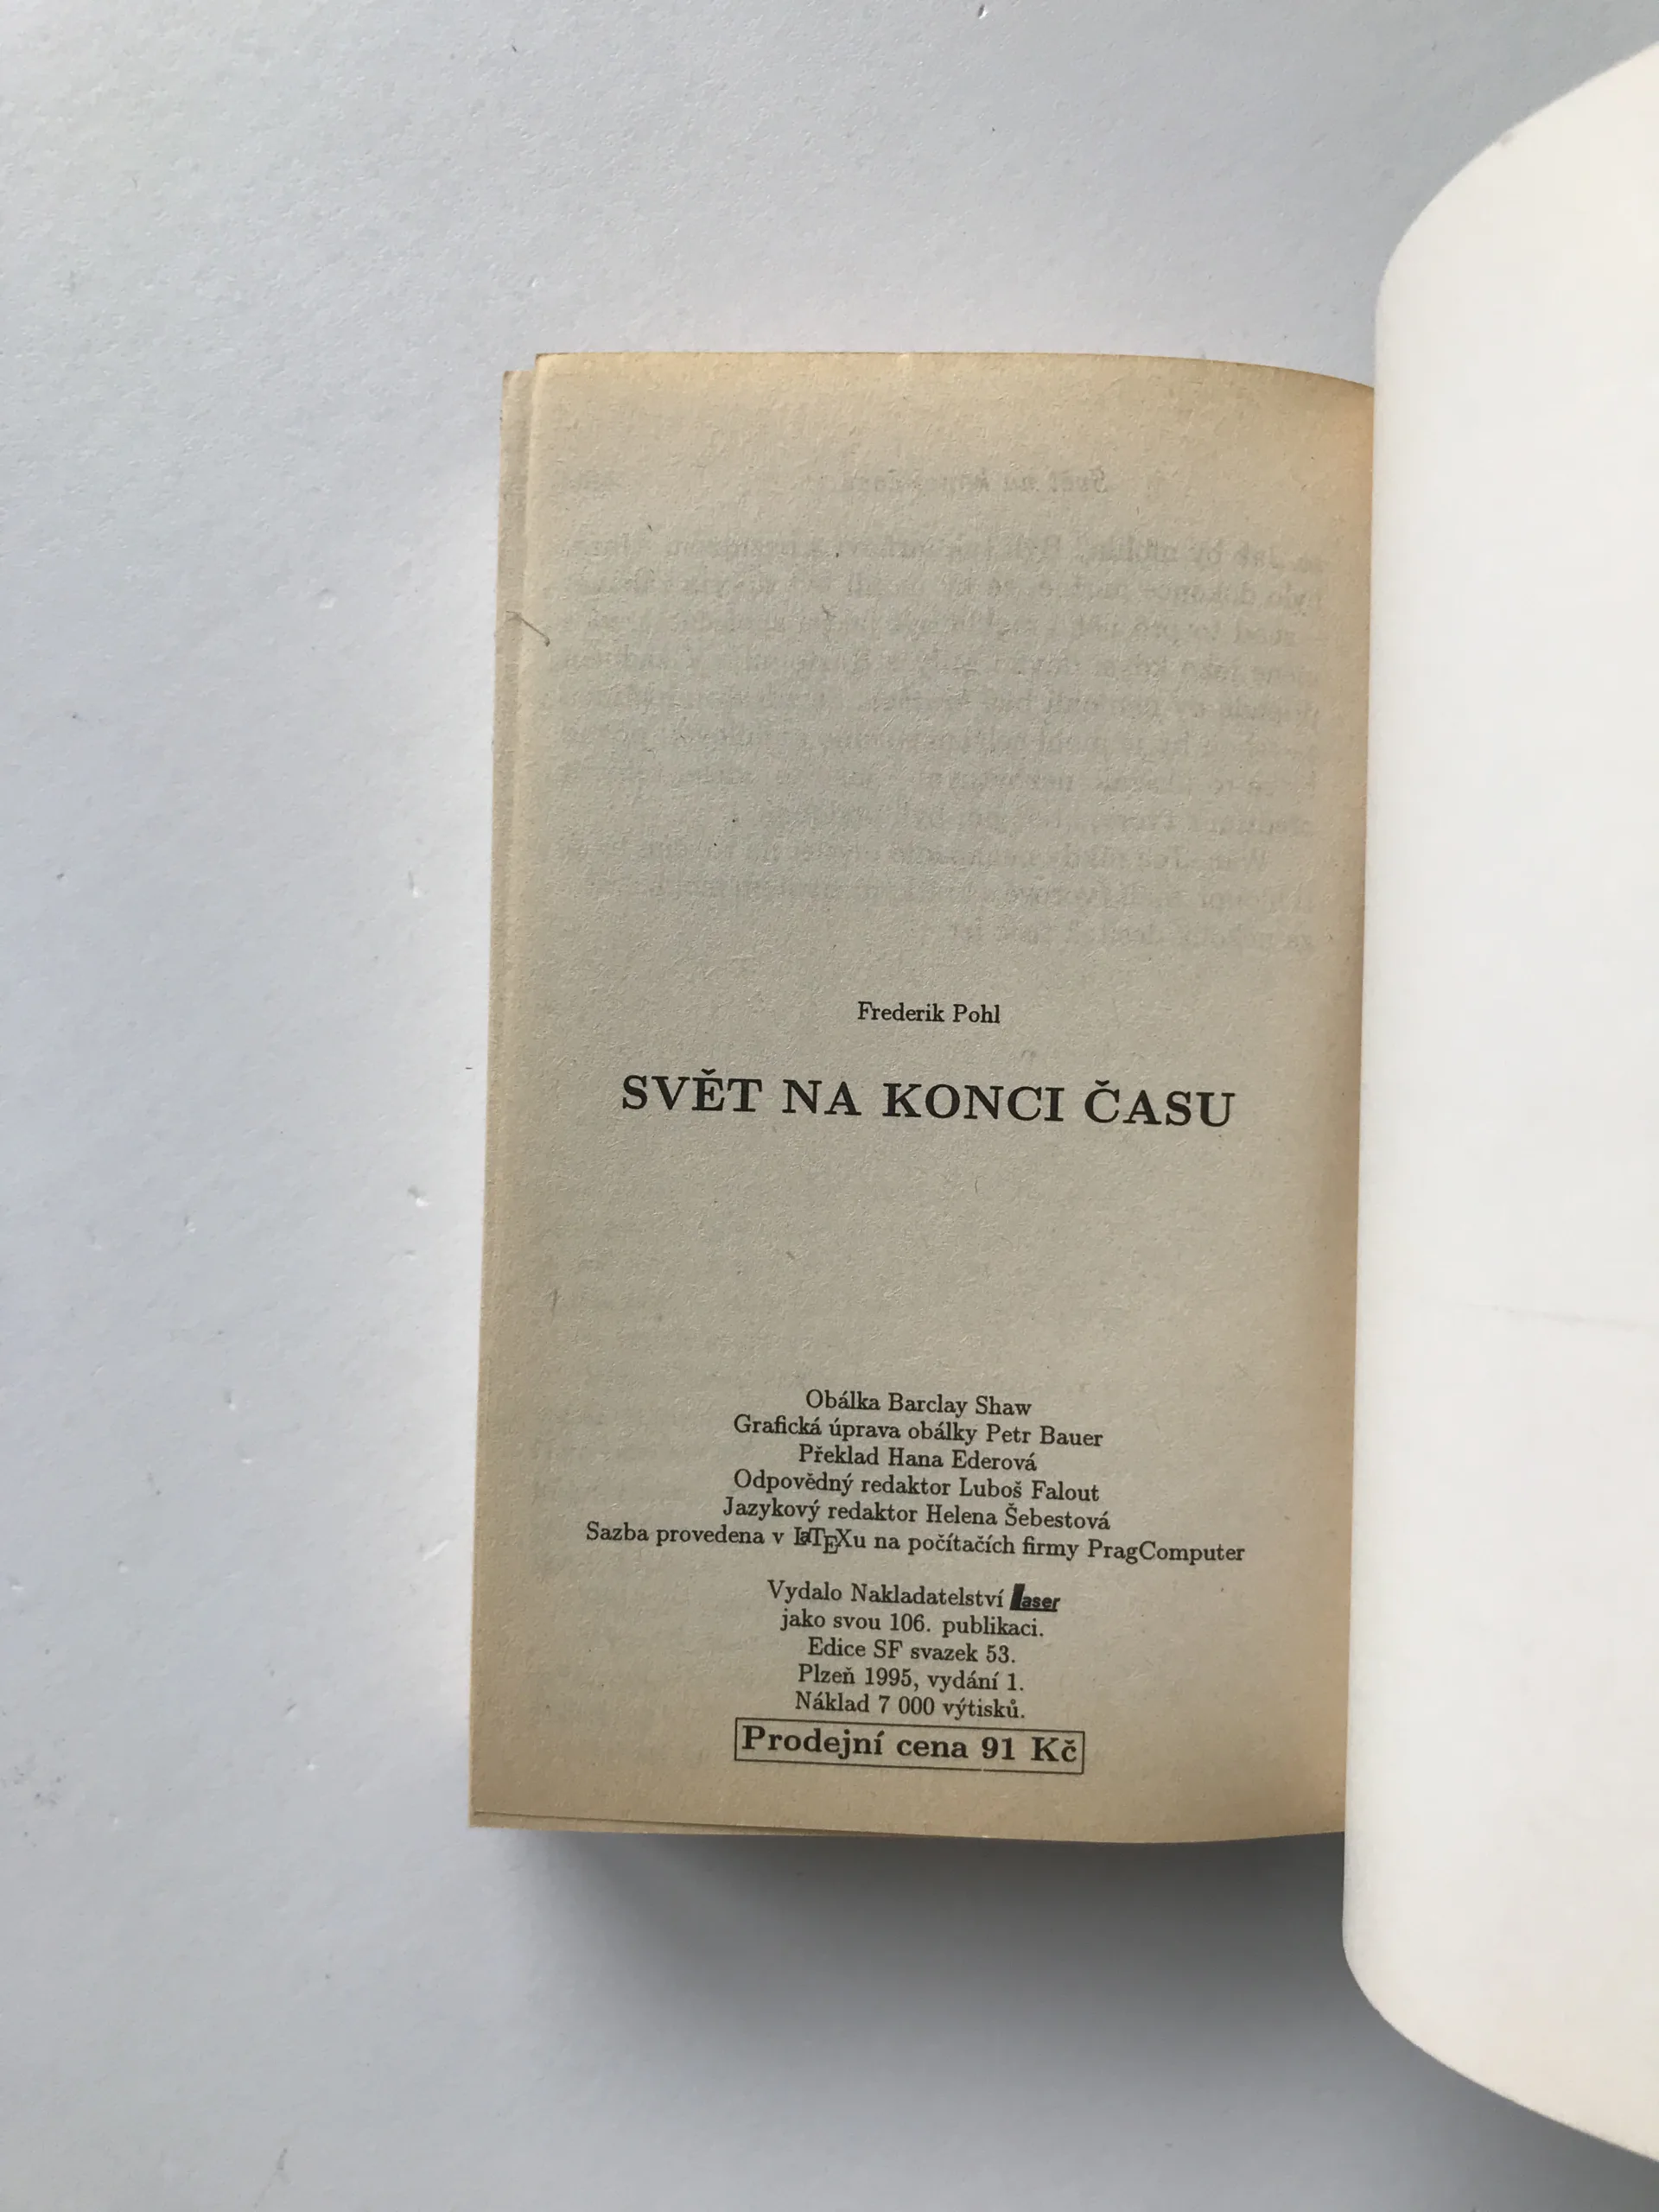 Frederik Pohl
SVĚT NA KONCI ČASU
Obálka Barclay Shaw
Grafická úprava obálky Petr Bauer
Překlad Hana Ederová
Odpovědný redaktor Luboš Falout
Jazykový redaktor Helena Šebestová
Sazba provedena v LaTeXu na počítačích firmy PragComputer
Vydalo Nakladatelství Laser
jako svou 106. publikaci.
Edice SF svazek 53.
Plzeň 1995, vydání 1.
Náklad 7 000 výtisků.
Prodejní cena 91 Kč